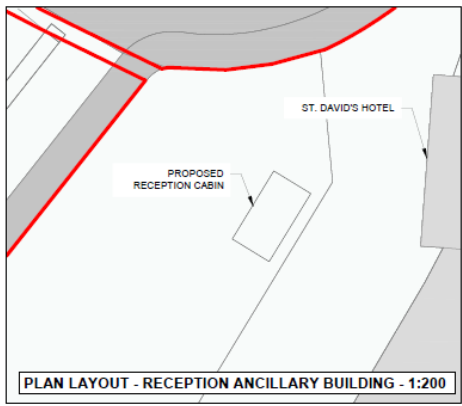 ST. DAVID'S HOTEL
PROPOSED
RECEPTION CABIN
PLAN LAYOUT - RECEPTION ANCILLARY BUILDING - 1:200